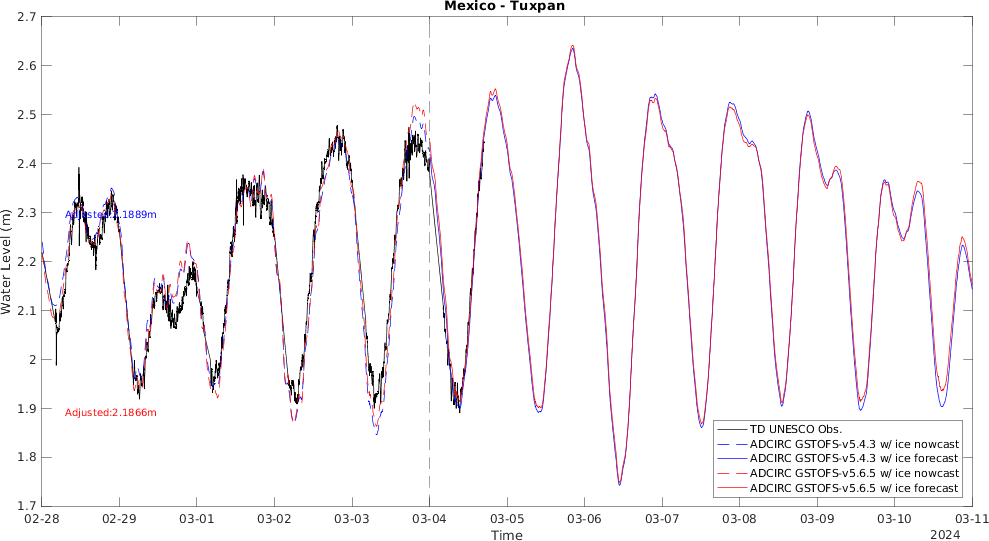 Mexico - Tuxpan
2.7
2.6
2.5
2.4
2.3
2.2
2.1
2
1.9
1.8
1.7
Water Level (m)
Adjusted:2.1889m
Adjusted:2.1866m
TD UNESCO Obs.
ADCIRC GSTOFS-v5.4.3 w/ ice nowcast
ADCIRC GSTOFS-v5.4.3 w/ ice forecast
ADCIRC GSTOFS-v5.6.5 w/ ice nowcast
ADCIRC GSTOFS-v5.6.5 w/ ice forecast
02-28 02-29 03-01 03-02 03-03 03-04 03-05 03-06 03-07 03-08 03-09 03-10 03-11
Time
2024